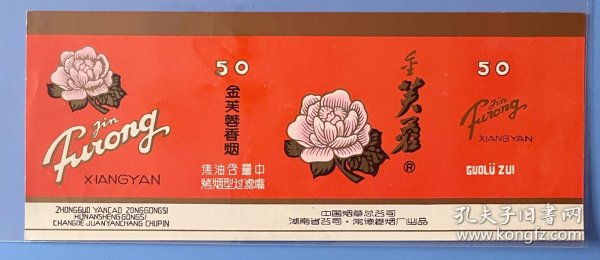 Jin
Furong
XIANGYAN
ZHONGGUO YANCAO ZONGGONGSI
HUNANSHENGGONGSI
CHANGDE JUANYANCHANG CHUPIN
50
金芙蓉香烟
焦油含量中
烤烟型过滤嘴
金芙蓉
®
中国烟草总公司
湖南省公司·常德卷烟厂出品
50
Jin
Furong
XIANGYAN
GUOLÜ ZUI
孔夫子旧书网
www.kongfz.com